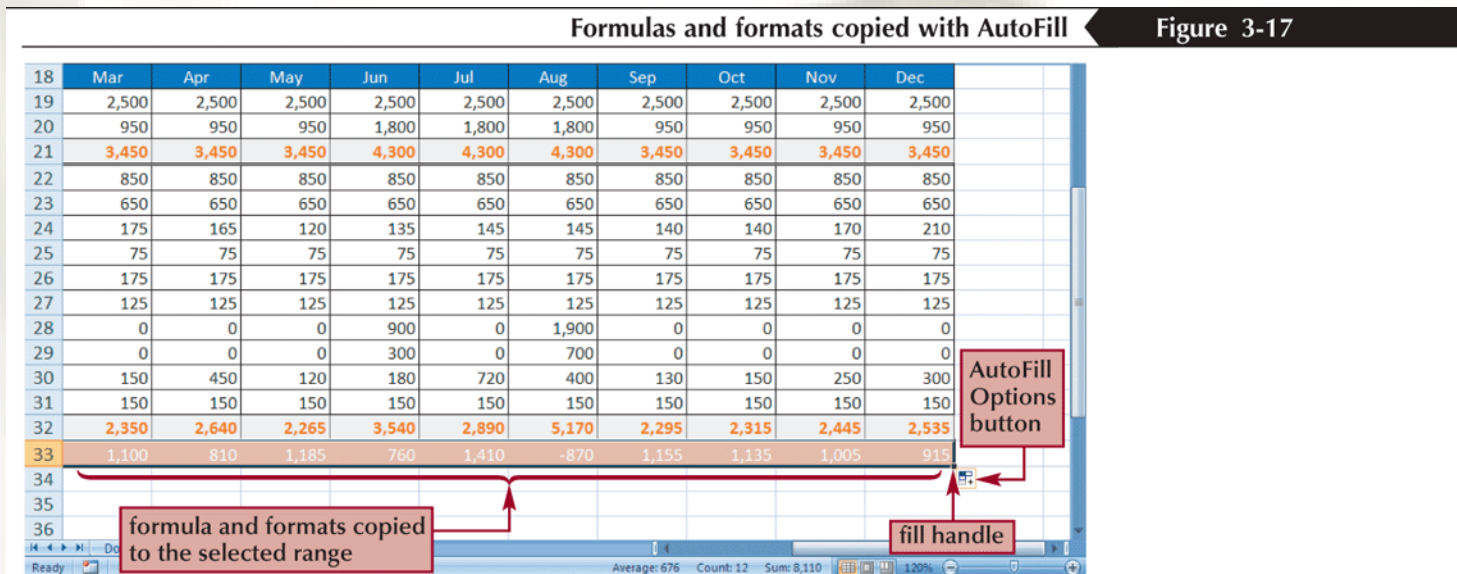 Formulas and formats copied with AutoFill Figure 3-17
18 Mar Apr May Jun Jul Aug Sep Oct Nov Dec
19 2,500 2,500 2,500 2,500 2,500 2,500 2,500 2,500 2,500 2,500
20 950 950 950 1,800 1,800 1,800 950 950 950 950
21 3,450 3,450 3,450 4,300 4,300 4,300 3,450 3,450 3,450 3,450
22 850 850 850 850 850 850 850 850 850 850
23 650 650 650 650 650 650 650 650 650 650
24 175 165 120 135 145 145 140 140 170 210
25 75 75 75 75 75 75 75 75 75 75
26 175 175 175 175 175 175 175 175 175 175
27 125 125 125 125 125 125 125 125 125 125
28 0 0 0 900 0 1,900 0 0 0 0
29 0 0 0 300 0 700 0 0 0 0
30 150 450 120 180 720 400 130 150 250 300
31 150 150 150 150 150 150 150 150 150 150
32 2,350 2,640 2,265 3,540 2,890 5,170 2,295 2,315 2,445 2,535
33 1,100 810 1,185 760 1,410 -870 1,155 1,135 1,005 915
34
35
36
AutoFill
Options
button
formula and formats copied
to the selected range
fill handle
Do
Ready Average: 676 Count: 12 Sum: 8,110 120%